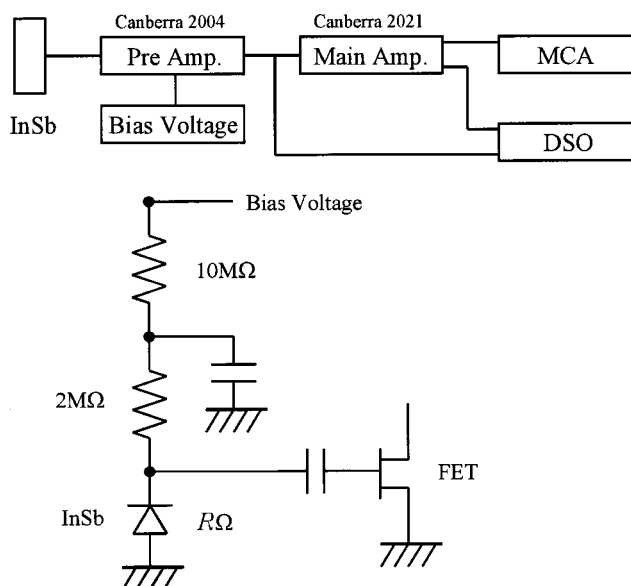 Canberra 2004
Canberra 2021
Pre Amp.
Main Amp.
MCA
InSb
Bias Voltage
DSO
Bias Voltage
10MΩ
2MΩ
FET
InSb
RΩ